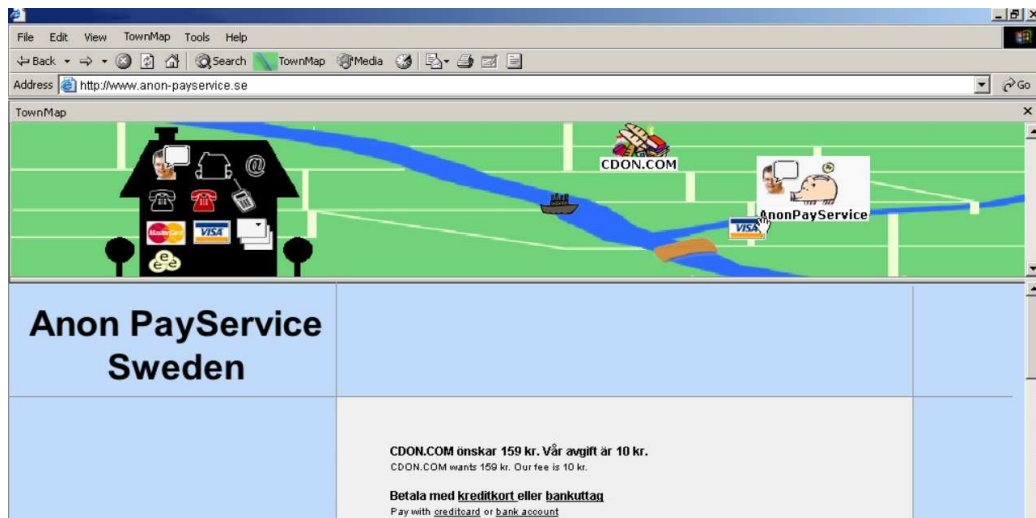 File Edit View TownMap Tools Help
Back Search TownMap Media
Address http://www.anon-payservice.se Go
TownMap
CDON.COM
@
AnonPayService
MasterCard VISA
VISA
Anon PayService
Sweden
CDON.COM önskar 159 kr. Vår avgift är 10 kr.
CDON.COM wants 159 kr. Our fee is 10 kr.
Betala med kreditkort eller bankuttag
Pay with creditcard or bank account